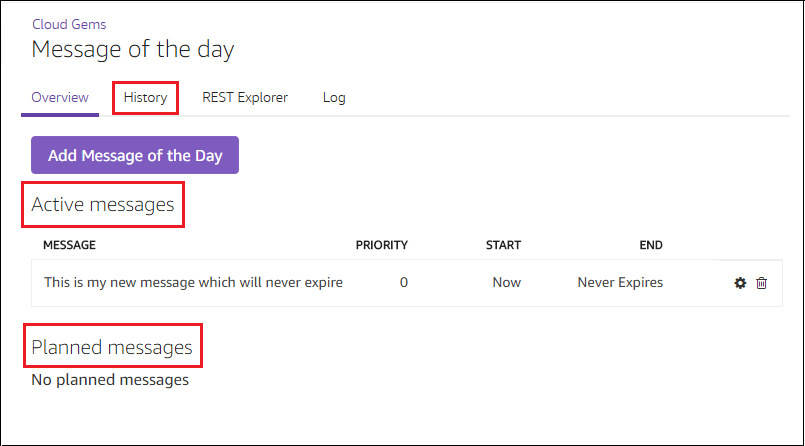 Cloud Gems
Message of the day
Overview History REST Explorer Log
Add Message of the Day
Active messages
MESSAGE PRIORITY START END
This is my new message which will never expire 0 Now Never Expires
Planned messages
No planned messages